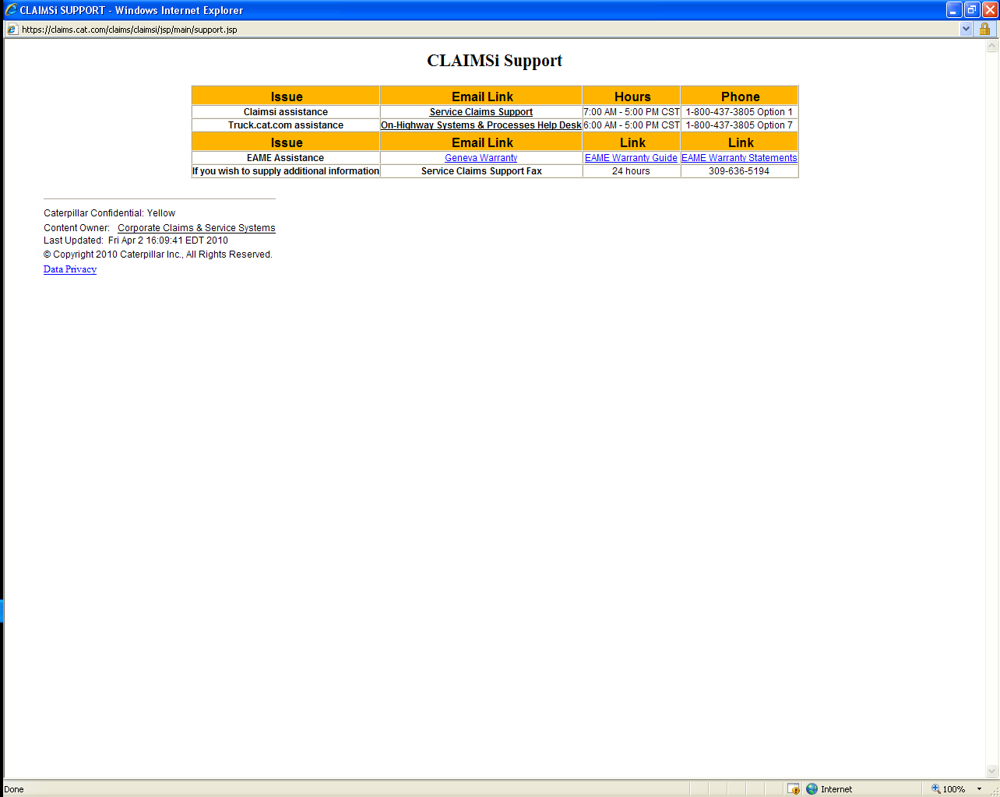 CLAIMSi SUPPORT - Windows Internet Explorer
https://claims.cat.com/claims/claimsi/jsp/main/support.jsp
CLAIMSi Support
Issue Email Link Hours Phone
Claimsi assistance Service Claims Support 7:00 AM - 5:00 PM CST 1-800-437-3805 Option 1
Truck.cat.com assistance On-Highway Systems & Processes Help Desk 6:00 AM - 5:00 PM CST 1-800-437-3805 Option 7
Issue Email Link Link Link
EAME Assistance Geneva Warranty EAME Warranty Guide EAME Warranty Statements
If you wish to supply additional information Service Claims Support Fax 24 hours 309-636-5194
Caterpillar Confidential: Yellow
Content Owner: Corporate Claims & Service Systems
Last Updated: Fri Apr 2 16:09:41 EDT 2010
© Copyright 2010 Caterpillar Inc., All Rights Reserved.
Data Privacy
Done Internet 100%